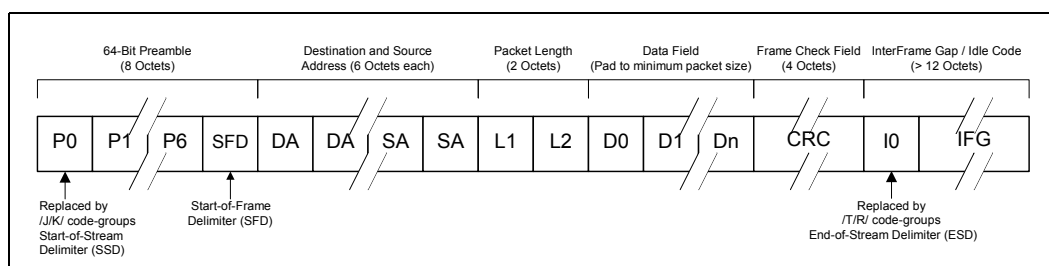 64-Bit Preamble
(8 Octets)
Destination and Source
Address (6 Octets each)
Packet Length
(2 Octets)
Data Field
(Pad to minimum packet size)
Frame Check Field
(4 Octets)
InterFrame Gap / Idle Code
(> 12 Octets)
P0 P1 P6 SFD DA DA SA SA L1 L2 D0 D1 Dn CRC I0 IFG
Replaced by
/J/K/ code-groups
Start-of-Stream
Delimiter (SSD)
Start-of-Frame
Delimiter (SFD)
Replaced by
/T/R/ code-groups
End-of-Stream Delimiter (ESD)